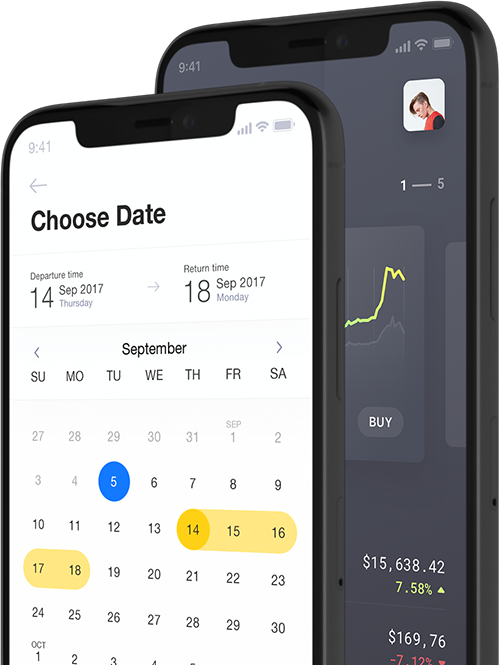 9:41
Choose Date
Departure time
14 Sep 2017
Thursday
Return time
18 Sep 2017
Monday
September
SU MO TU WE TH FR SA
SEP
27 28 29 30 31 1 2
3 4 5 6 7 8 9
10 11 12 13 14 15 16
17 18 19 20 21 22 23
24 25 26 27 28 29 30
OCT
1 2 3 4 5 6
9:41
1 — 5
BUY
$15,638.42
7.58%
$169,76
-7.12%